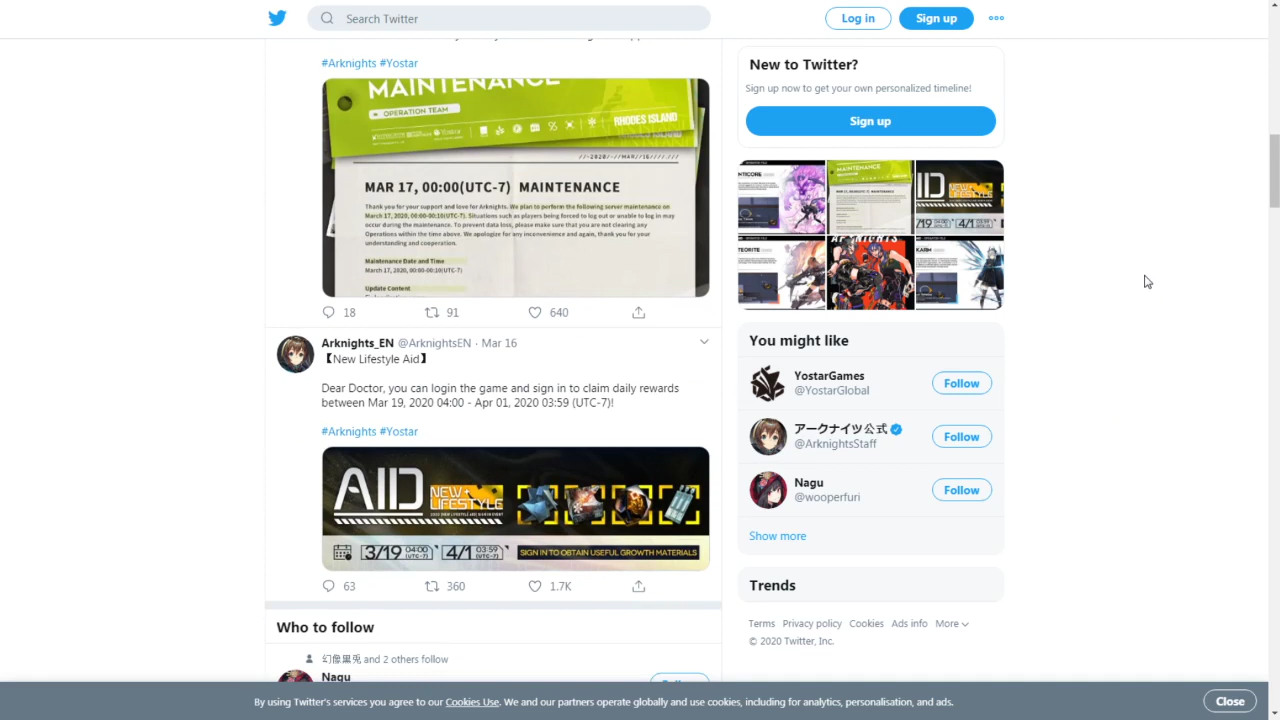 Search Twitter
Log in
Sign up
#Arknights #Yostar
MAINTENANCE
OPERATION TEAM
RHODES ISLAND
MAR 17, 00:00(UTC-7) MAINTENANCE
Thank you for your support and love for Arknights. We plan to perform the following server maintenance on
March 17, 2020, 00:00-00:10(UTC-7). Situations such as players being forced to log out or unable to log in may
occur during the maintenance. To prevent data loss, please make sure that you are not clearing any
Operations within the time above. We apologize for any inconvenience and again, thank you for your
understanding and cooperation.
Maintenance Date and Time
March 17, 2020, 00:00-00:10(UTC-7)
Update Content
18
91
640
Arknights_EN @ArknightsEN · Mar 16
【New Lifestyle Aid】
Dear Doctor, you can login the game and sign in to claim daily rewards
between Mar 19, 2020 04:00 - Apr 01, 2020 03:59 (UTC-7)!
#Arknights #Yostar
AID NEW+
LIFESTYLE
3/19 04:00 (UTC-7) 4/1 03:59 (UTC-7) SIGN IN TO OBTAIN USEFUL GROWTH MATERIALS
63
360
1.7K
Who to follow
幻像黑兎 and 2 others follow
Nagu
New to Twitter?
Sign up now to get your own personalized timeline!
Sign up
You might like
YostarGames
@YostarGlobal
Follow
アークナイツ公式
@ArknightsStaff
Follow
Nagu
@wooperfuri
Follow
Show more
Trends
Terms Privacy policy Cookies Ads info More
© 2020 Twitter, Inc.
By using Twitter's services you agree to our Cookies Use. We and our partners operate globally and use cookies, including for analytics, personalisation, and ads.
Close